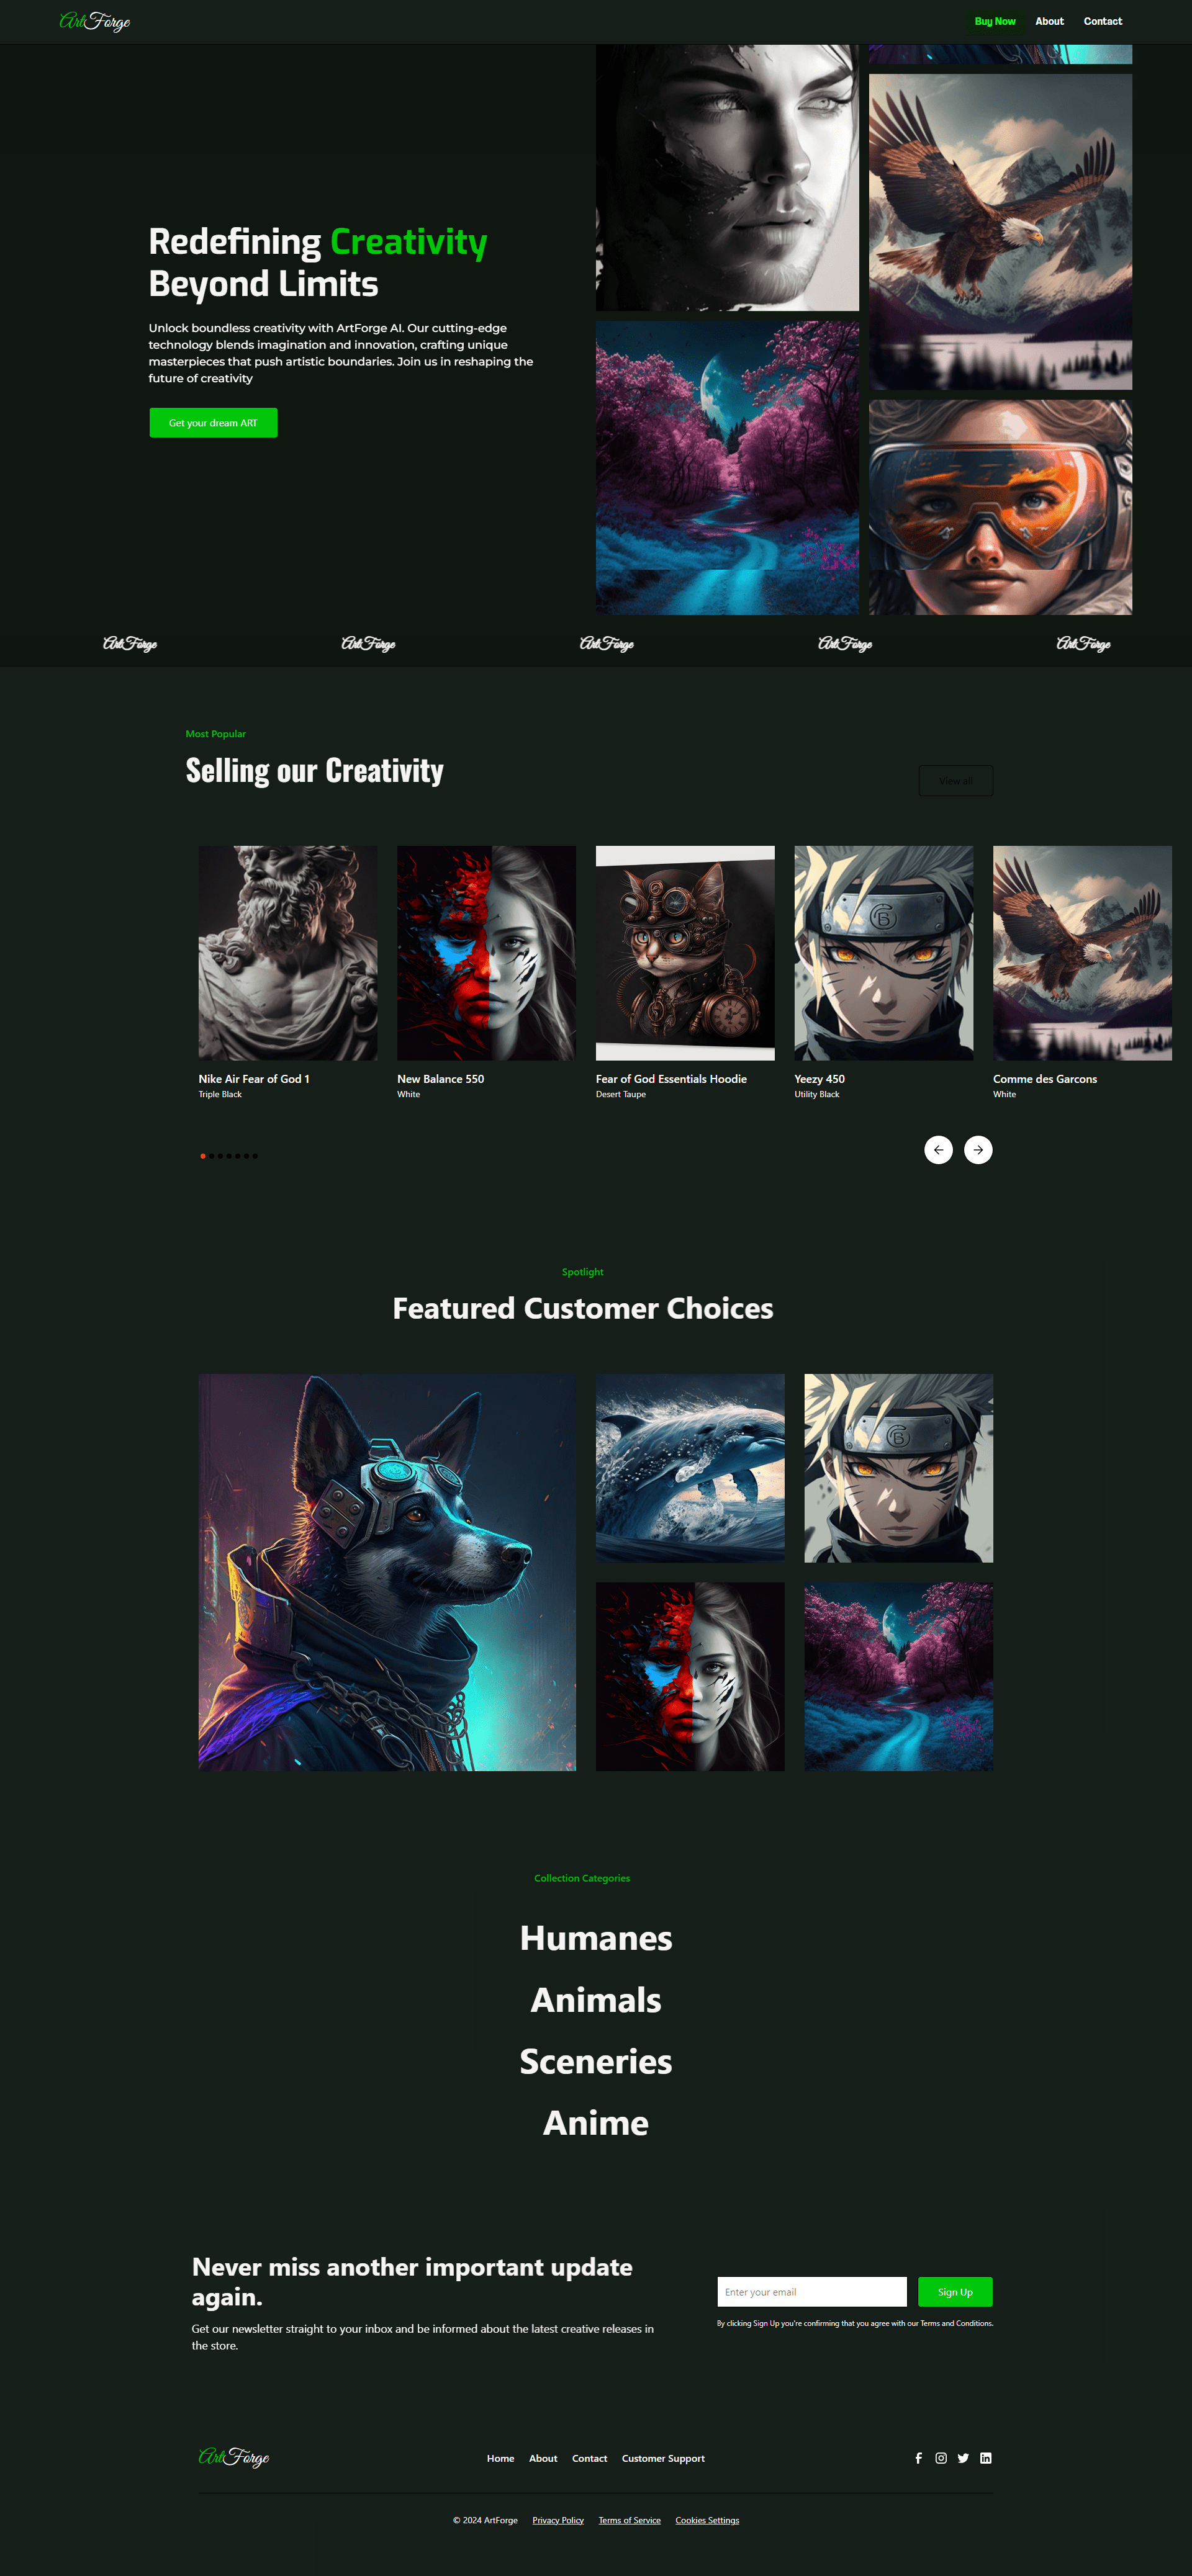 ArtForge
Buy Now About Contact
Redefining Creativity
Beyond Limits
Unlock boundless creativity with ArtForge AI. Our cutting-edge
technology blends imagination and innovation, crafting unique
masterpieces that push artistic boundaries. Join us in reshaping the
future of creativity
Get your dream ART
ArtForge ArtForge ArtForge ArtForge ArtForge
Most Popular
Selling our Creativity
View all
Nike Air Fear of God 1
Triple Black
New Balance 550
White
Fear of God Essentials Hoodie
Desert Taupe
Yeezy 450
Utility Black
Comme des Garcons
White
Spotlight
Featured Customer Choices
Collection Categories
Humanes
Animals
Sceneries
Anime
Never miss another important update
again.
Get our newsletter straight to your inbox and be informed about the latest creative releases in
the store.
Enter your email
Sign Up
By clicking Sign Up you're confirming that you agree with our Terms and Conditions.
ArtForge
Home About Contact Customer Support
© 2024 ArtForge Privacy Policy Terms of Service Cookies Settings